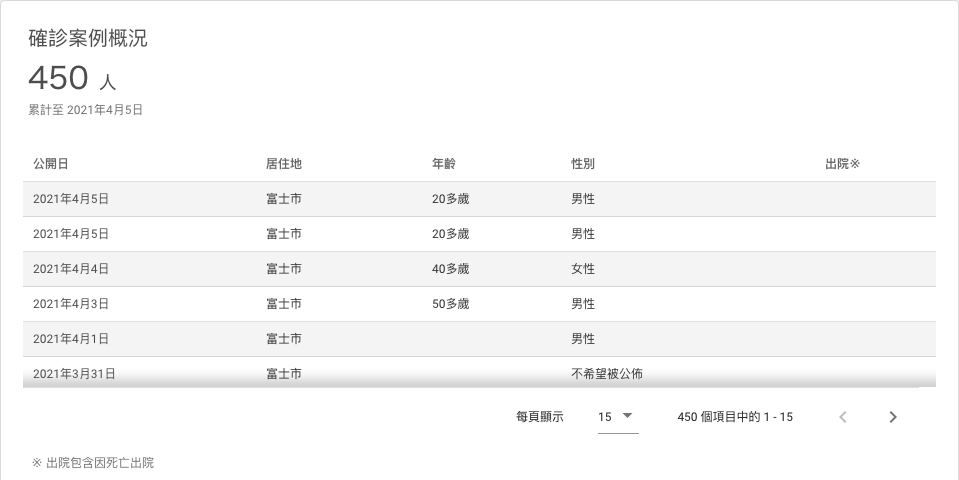 確診案例概況
450 人
累計至 2021年4月5日
公開日 居住地 年齡 性別 出院※
2021年4月5日 富士市 20多歲 男性
2021年4月5日 富士市 20多歲 男性
2021年4月4日 富士市 40多歲 女性
2021年4月3日 富士市 50多歲 男性
2021年4月1日 富士市 男性
2021年3月31日 富士市 不希望被公佈
每頁顯示 15 450 個項目中的 1 - 15
※ 出院包含因死亡出院